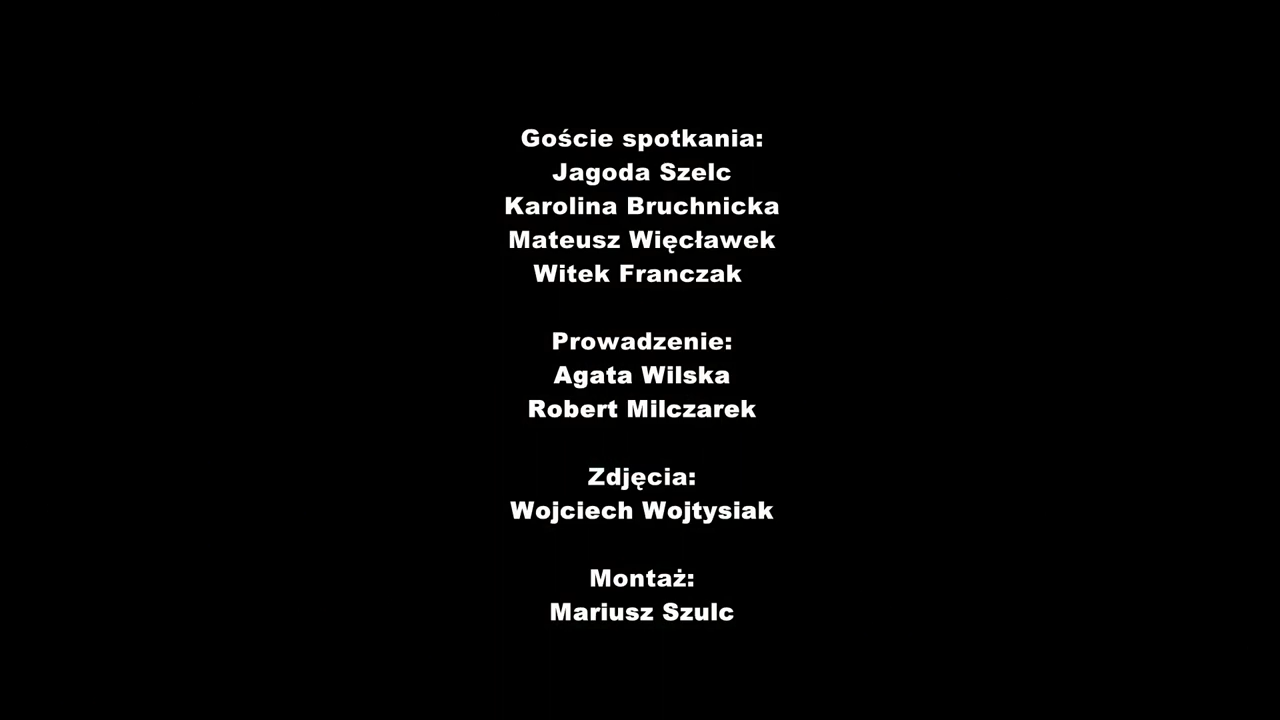 Goście spotkania:
Jagoda Szelc
Karolina Bruchnicka
Mateusz Więcławek
Witek Franczak
Prowadzenie:
Agata Wilska
Robert Milczarek
Zdjęcia:
Wojciech Wojtysiak
Montaż:
Mariusz Szulc